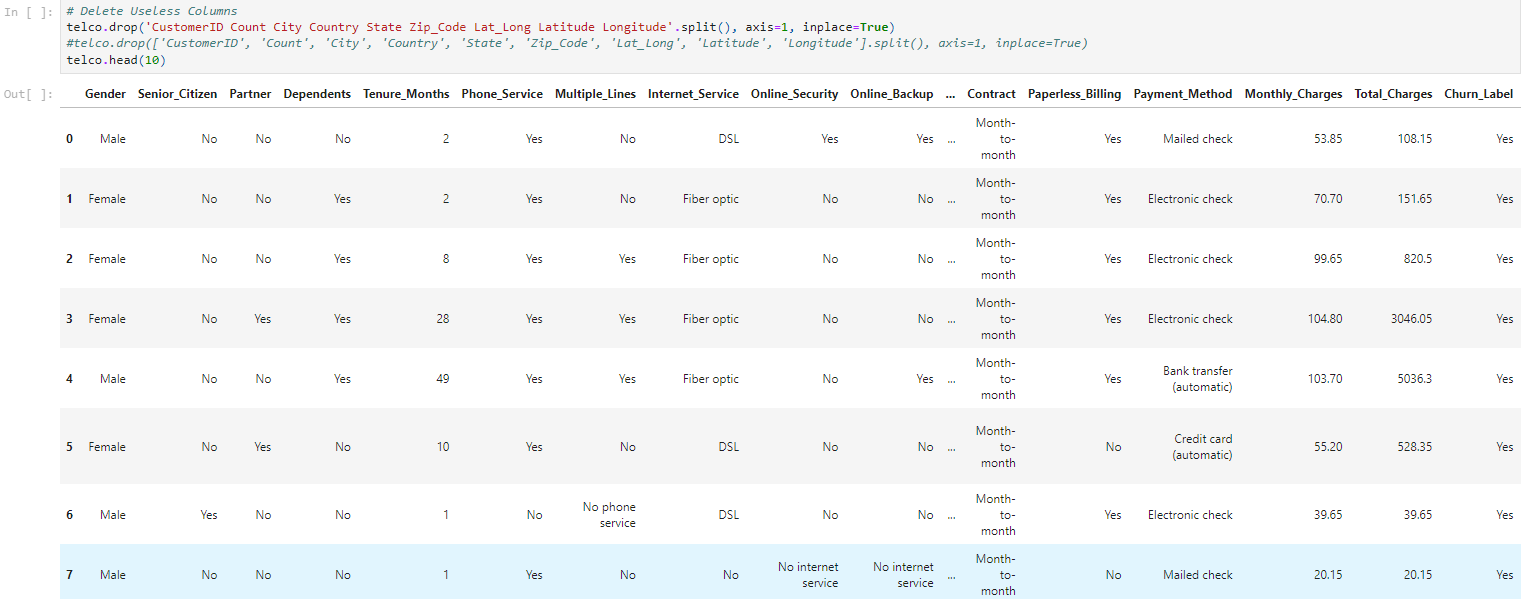 In [ ]: # Delete Useless Columns
telco.drop('CustomerID Count City Country State Zip_Code Lat_Long Latitude Longitude'.split(), axis=1, inplace=True)
#telco.drop(['CustomerID', 'Count', 'City', 'Country', 'State', 'Zip_Code', 'Lat_Long', 'Latitude', 'Longitude'].split(), axis=1, inplace=True)
telco.head(10)
Out[ ]: Gender Senior_Citizen Partner Dependents Tenure_Months Phone_Service Multiple_Lines Internet_Service Online_Security Online_Backup ... Contract Paperless_Billing Payment_Method Monthly_Charges Total_Charges Churn_Label
0 Male No No No 2 Yes No DSL Yes Yes ... Month-to-month Yes Mailed check 53.85 108.15 Yes
1 Female No No Yes 2 Yes No Fiber optic No No ... Month-to-month Yes Electronic check 70.70 151.65 Yes
2 Female No No Yes 8 Yes Yes Fiber optic No No ... Month-to-month Yes Electronic check 99.65 820.5 Yes
3 Female No Yes Yes 28 Yes Yes Fiber optic No No ... Month-to-month Yes Electronic check 104.80 3046.05 Yes
4 Male No No Yes 49 Yes Yes Fiber optic No Yes ... Month-to-month Yes Bank transfer (automatic) 103.70 5036.3 Yes
5 Female No Yes No 10 Yes No DSL No No ... Month-to-month No Credit card (automatic) 55.20 528.35 Yes
6 Male Yes No No 1 No No phone service DSL No No ... Month-to-month Yes Electronic check 39.65 39.65 Yes
7 Male No No No 1 Yes No No No internet service No internet service ... Month-to-month No Mailed check 20.15 20.15 Yes